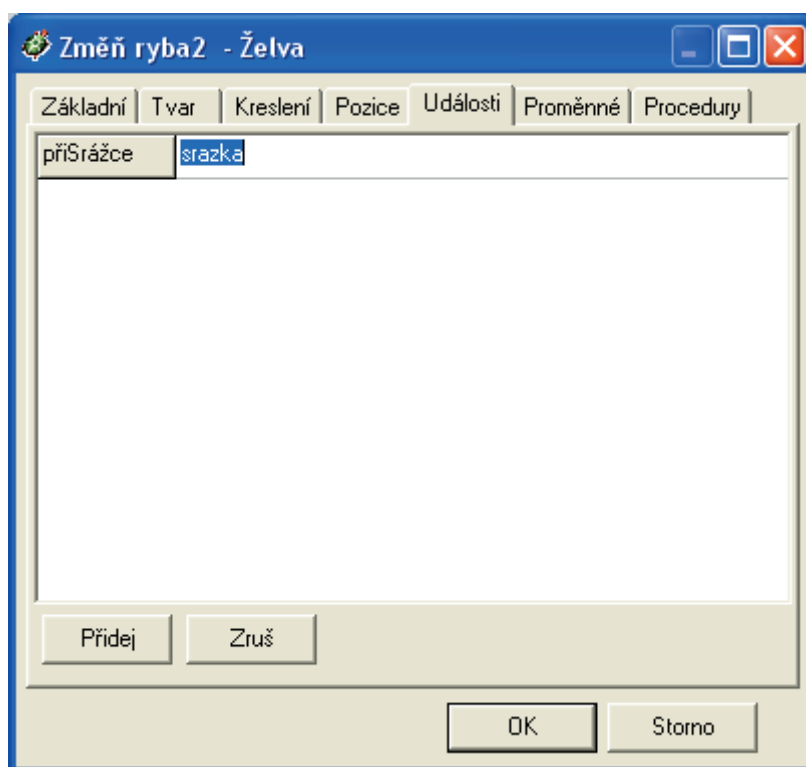 Změň ryba2 - Želva
Základní Tvar Kreslení Pozice Události Proměnné Procedury
přiSrážce srazka
Přidej Zruš
OK Storno